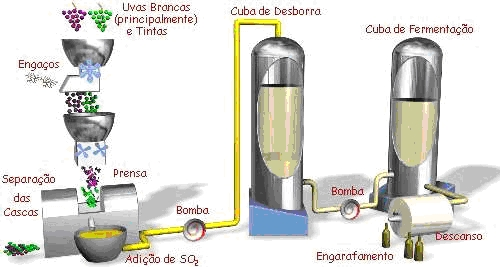 Uvas Brancas
(principalmente)
e Tintas
Engaços
Separação
das
Cascas
Prensa
Adição de SO2
Bomba
Cuba de Desborra
Cuba de Fermentação
Bomba
Descanso
Engarafamento